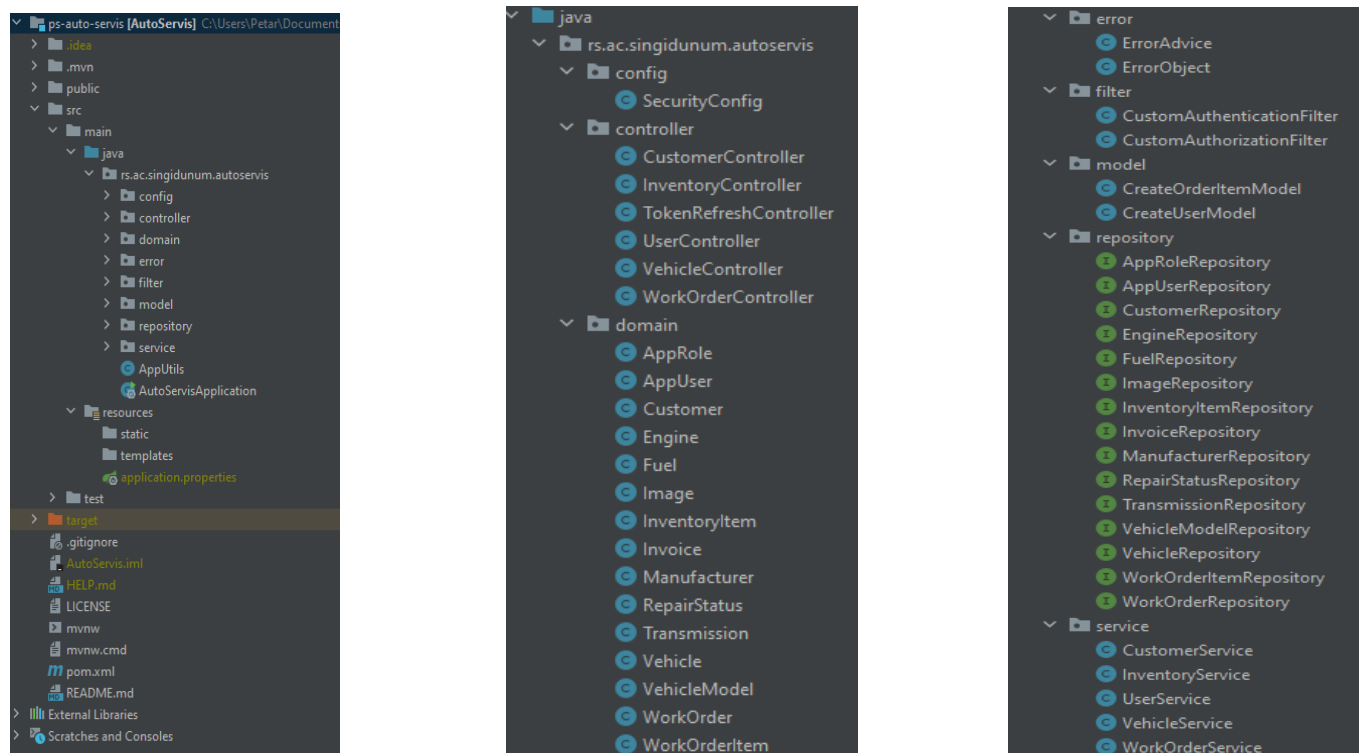 ps-auto-servis [AutoServis] C:\Users\Petar\Document
.idea
.mvn
public
src
main
java
rs.ac.singidunum.autoservis
config
controller
domain
error
filter
model
repository
service
AppUtils
AutoServisApplication
resources
static
templates
application.properties
test
target
.gitignore
AutoServis.iml
HELP.md
LICENSE
mvnw
mvnw.cmd
pom.xml
README.md
External Libraries
Scratches and Consoles
java
rs.ac.singidunum.autoservis
config
SecurityConfig
controller
CustomerController
InventoryController
TokenRefreshController
UserController
VehicleController
WorkOrderController
domain
AppRole
AppUser
Customer
Engine
Fuel
Image
InventoryItem
Invoice
Manufacturer
RepairStatus
Transmission
Vehicle
VehicleModel
WorkOrder
WorkOrderItem
error
ErrorAdvice
ErrorObject
filter
CustomAuthenticationFilter
CustomAuthorizationFilter
model
CreateOrderItemModel
CreateUserModel
repository
AppRoleRepository
AppUserRepository
CustomerRepository
EngineRepository
FuelRepository
ImageRepository
InventoryItemRepository
InvoiceRepository
ManufacturerRepository
RepairStatusRepository
TransmissionRepository
VehicleModelRepository
VehicleRepository
WorkOrderItemRepository
WorkOrderRepository
service
CustomerService
InventoryService
UserService
VehicleService
WorkOrderService